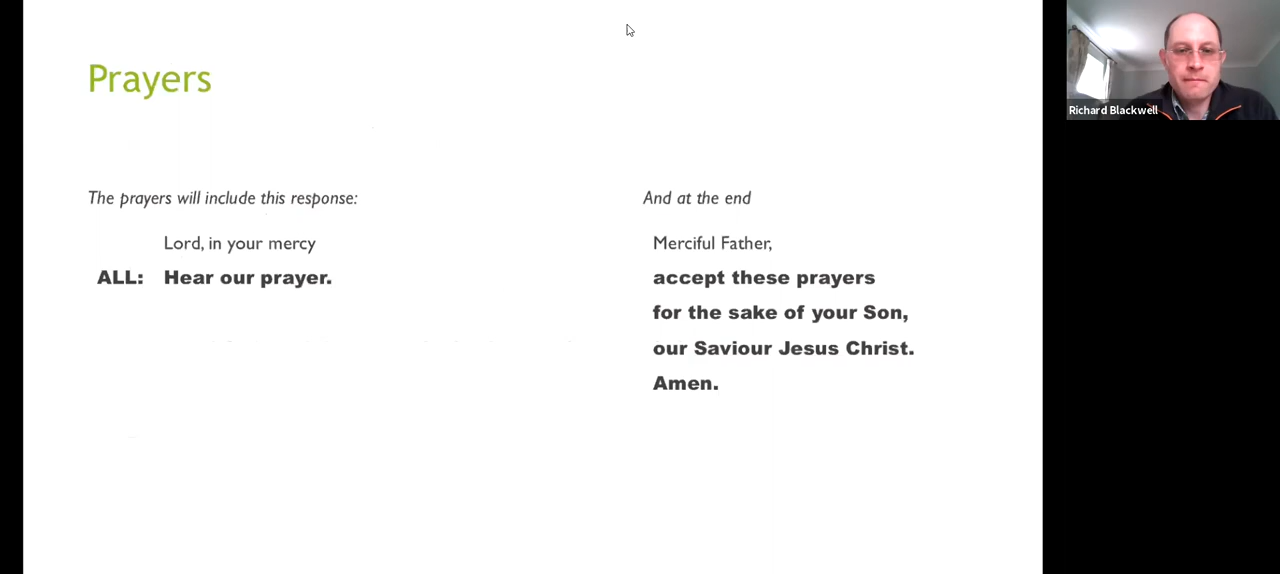 Prayers
The prayers will include this response:
Lord, in your mercy
ALL: Hear our prayer.
And at the end
Merciful Father,
accept these prayers
for the sake of your Son,
our Saviour Jesus Christ.
Amen.
Richard Blackwell